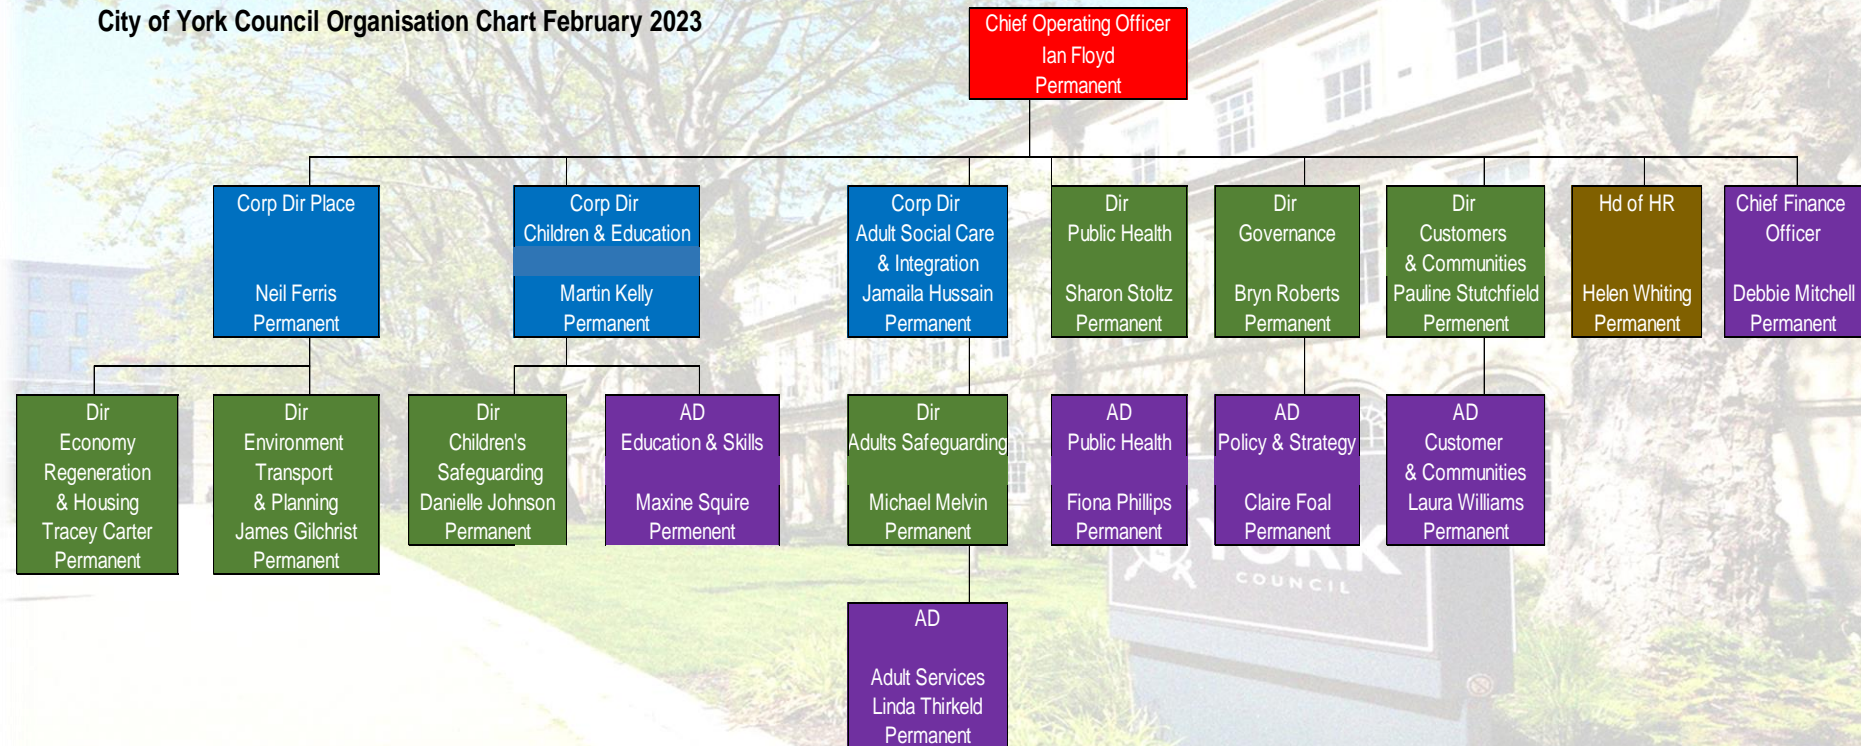 City of York Council Organisation Chart February 2023
Chief Operating Officer
Ian Floyd
Permanent
Corp Dir Place
Neil Ferris
Permanent
Corp Dir
Children & Education
Martin Kelly
Permanent
Corp Dir
Adult Social Care
& Integration
Jamaila Hussain
Permanent
Dir
Public Health
Sharon Stoltz
Permanent
Dir
Governance
Bryn Roberts
Permanent
Dir
Customers
& Communities
Pauline Stutchfield
Permenent
Hd of HR
Helen Whiting
Permanent
Chief Finance
Officer
Debbie Mitchell
Permanent
Dir
Economy
Regeneration
& Housing
Tracey Carter
Permanent
Dir
Environment
Transport
& Planning
James Gilchrist
Permanent
Dir
Children's
Safeguarding
Danielle Johnson
Permanent
AD
Education & Skills
Maxine Squire
Permenent
Dir
Adults Safeguarding
Michael Melvin
Permanent
AD
Public Health
Fiona Phillips
Permanent
AD
Policy & Strategy
Claire Foal
Permanent
AD
Customer
& Communities
Laura Williams
Permanent
YORK
COUNCIL
AD
Adult Services
Linda Thirkeld
Permanent